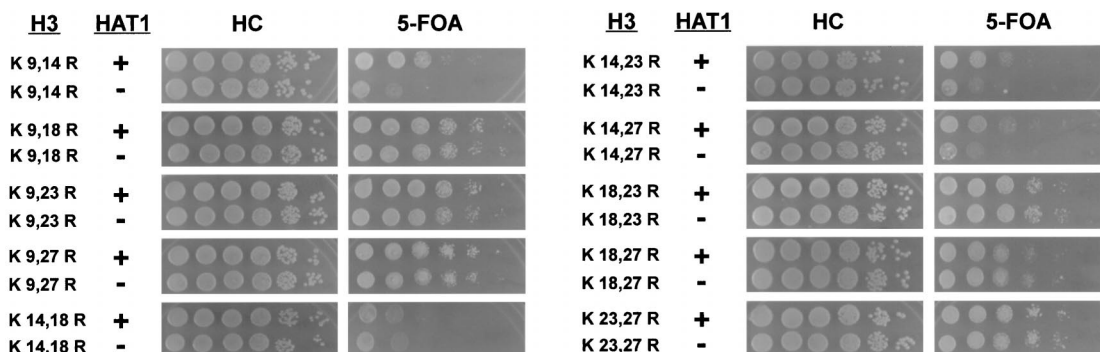 H3 HAT1 HC 5-FOA
K 9,14 R +
K 9,14 R -
K 9,18 R +
K 9,18 R -
K 9,23 R +
K 9,23 R -
K 9,27 R +
K 9,27 R -
K 14,18 R +
K 14,18 R -
H3 HAT1 HC 5-FOA
K 14,23 R +
K 14,23 R -
K 14,27 R +
K 14,27 R -
K 18,23 R +
K 18,23 R -
K 18,27 R +
K 18,27 R -
K 23,27 R +
K 23,27 R -